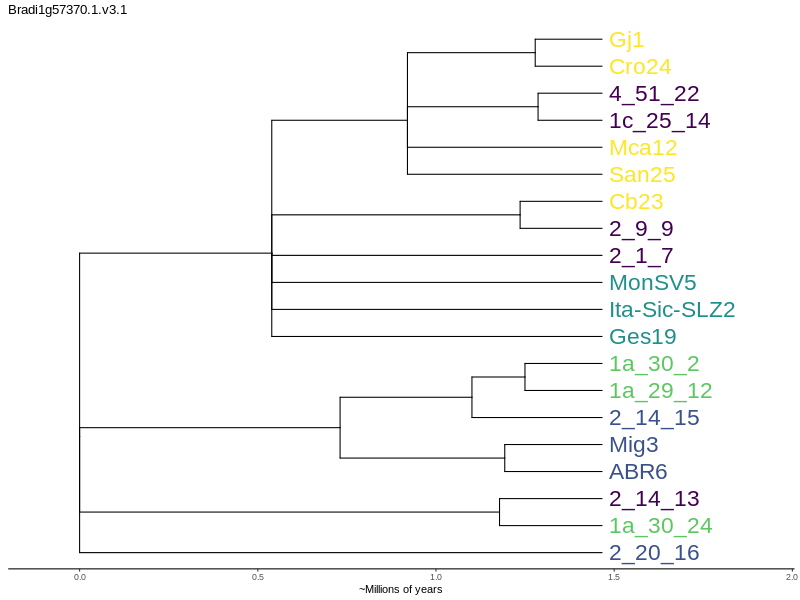 Bradi1g57370.1.v3.1
Gj1
Cro24
4_51_22
1c_25_14
Mca12
San25
Cb23
2_9_9
2_1_7
MonSV5
Ita-Sic-SLZ2
Ges19
1a_30_2
1a_29_12
2_14_15
Mig3
ABR6
2_14_13
1a_30_24
2_20_16
0.0 0.5 1.0 1.5 2.0
~Millions of years